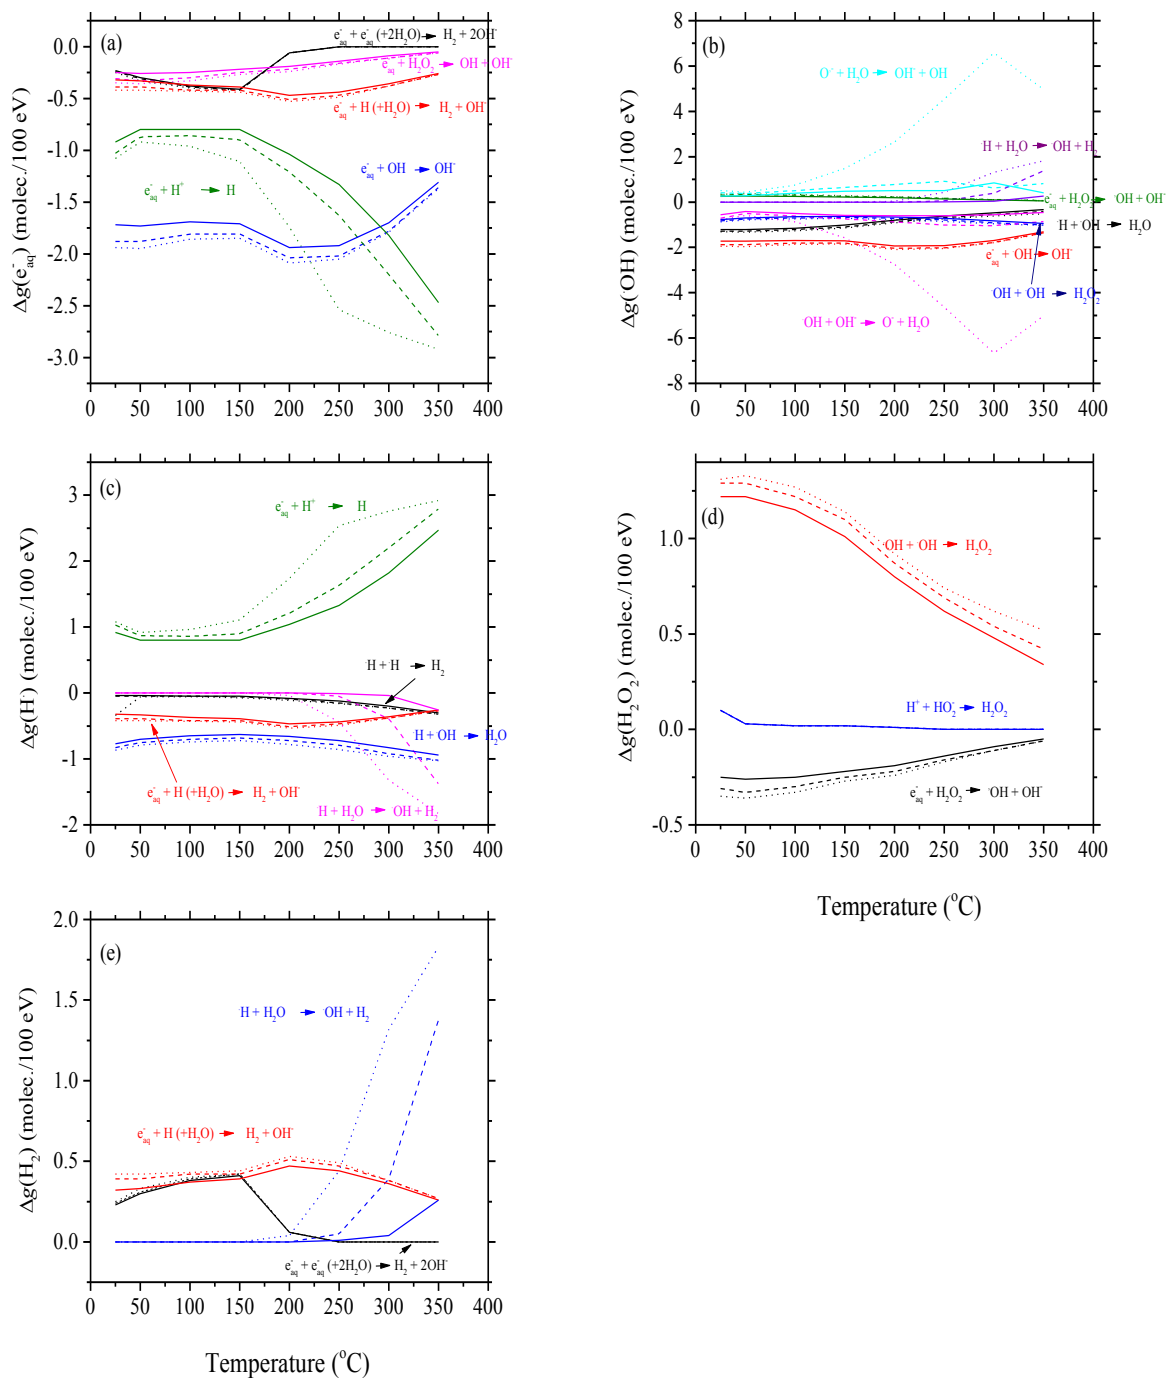 (a)
e⁻aq + e⁻aq (+2H₂O) → H₂ + 2OH⁻
e⁻aq + H₂O₂ → OH + OH⁻
e⁻aq + H (+H₂O) → H₂ + OH⁻
e⁻aq + H⁺ → H
e⁻aq + OH → OH⁻
Δg(e⁻aq) (molec./100 eV)
0.0
-0.5
-1.0
-1.5
-2.0
-2.5
-3.0
0 50 100 150 200 250 300 350 400
(b)
O˙⁻ + H₂O → OH⁻ + OH
H + H₂O → OH + H₂
e⁻aq + H₂O₂ → ˙OH + OH⁻
H + OH → H₂O
e⁻aq + OH → OH⁻
˙OH + ˙OH → H₂O₂
˙OH + OH⁻ → O˙⁻ + H₂O
Δg(˙OH) (molec./100 eV)
8
6
4
2
0
-2
-4
-6
-8
0 50 100 150 200 250 300 350 400
(c)
e⁻aq + H⁺ → H
˙H + ˙H → H₂
˙H + OH → H₂O
e⁻aq + H (+H₂O) → H₂ + OH⁻
˙H + H₂O → OH + H₂
Δg(H˙) (molec./100 eV)
3
2
1
0
-1
-2
0 50 100 150 200 250 300 350 400
(d)
˙OH + OH → H₂O₂
H⁺ + HO₂⁻ → H₂O₂
e⁻aq + H₂O₂ → ˙OH + OH⁻
Δg(H₂O₂) (molec./100 eV)
1.0
0.5
0.0
-0.5
0 50 100 150 200 250 300 350 400
Temperature (°C)
(e)
˙H + H₂O → ˙OH + H₂
e⁻aq + H (+H₂O) → H₂ + OH⁻
e⁻aq + e⁻aq (+2H₂O) → H₂ + 2OH⁻
Δg(H₂) (molec./100 eV)
2.0
1.5
1.0
0.5
0.0
0 50 100 150 200 250 300 350 400
Temperature (°C)